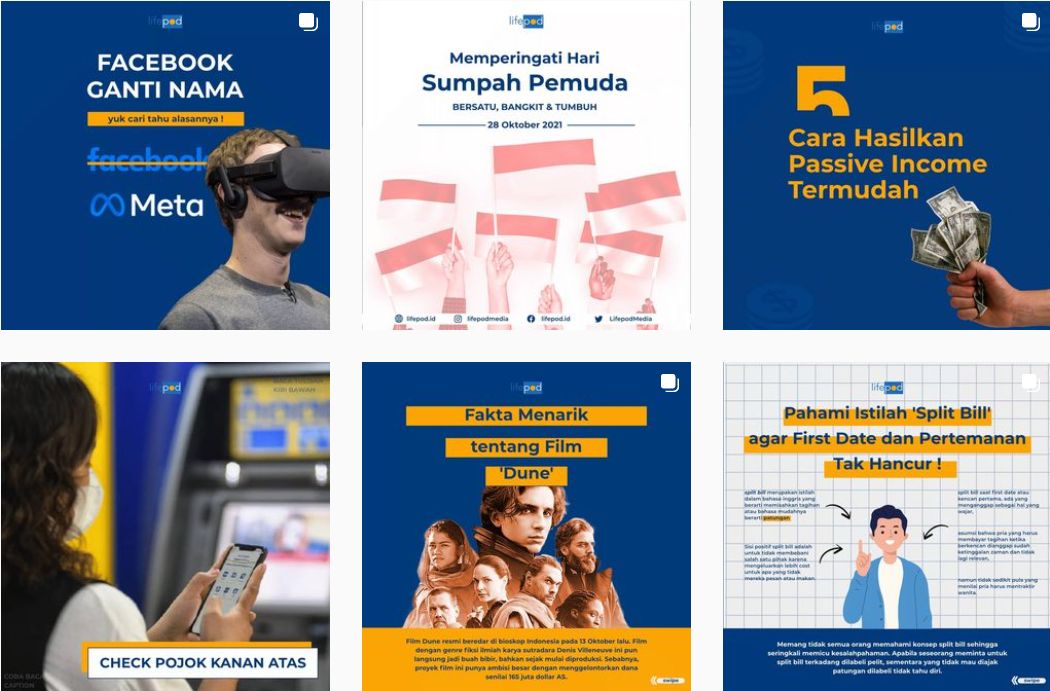 lifepod
FACEBOOK
GANTI NAMA
yuk cari tahu alasannya !
facebook
Meta
lifepod
Memperingati Hari
Sumpah Pemuda
BERSATU, BANGKIT & TUMBUH
28 Oktober 2021
lifepod.id
lifepodmedia
lifepod.id
LifepodMedia
lifepod
5
Cara Hasilkan
Passive Income
Termudah
lifepod
KIRI BAWAH
CHECK POJOK KANAN ATAS
COBA BACA
CAPTION
lifepod
Fakta Menarik
tentang Film
'Dune'
Film Dune resmi beredar di bioskop Indonesia pada 13 Oktober lalu. Film
dengan genre fiksi ilmiah karya sutradara Denis Villeneuve ini pun
langsung jadi buah bibir, bahkan sejak mulai diproduksi. Sebabnya,
proyek film ini punya ambisi besar dengan menggelontorkan dana
senilai 165 juta dollar AS.
swipe
lifepod
Pahami Istilah 'Split Bill'
agar First Date dan Pertemanan
Tak Hancur !
split bill merupakan istilah
dalam bahasa inggris yang
berarti memisahkan tagihan
atau bahasa mudahnya
berarti patungan
Sisi positif split bill adalah
untuk tidak membebani
salah satu pihak karena
mengeluarkan lebih cost
untuk apa yang tidak
mereka pesan atau makan.
split bill saat first date atau
kencan pertama, ada yang
menganggap sebagai hal yang
wajar,
asumsi bahwa pria yang harus
membayar tagihan ketika
berkencan dianggap sudah
ketinggalan zaman dan tidak
lagi relevan,
namun tidak sedikit pula yang
menilai pria harus mentraktir
wanita.
Memang tidak semua orang memahami konsep split bill sehingga
seringkali memicu kesalahpahaman. Apabila seseorang meminta untuk
split bill terkadang dilabeli pelit, sementara yang tidak mau diajak
patungan dilabeli tidak tahu diri.
swipe